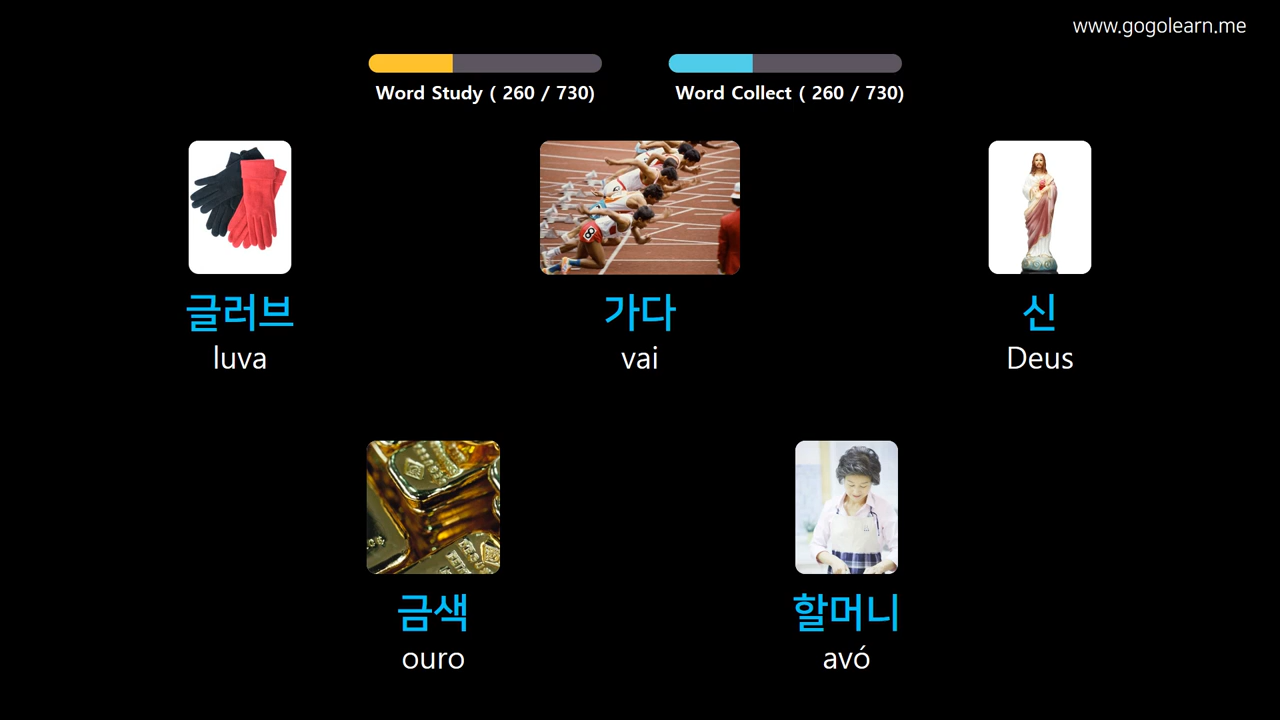 www.gogolearn.me
Word Study ( 260 / 730)
Word Collect ( 260 / 730)
글러브
luva
가다
vai
신
Deus
금색
ouro
할머니
avó